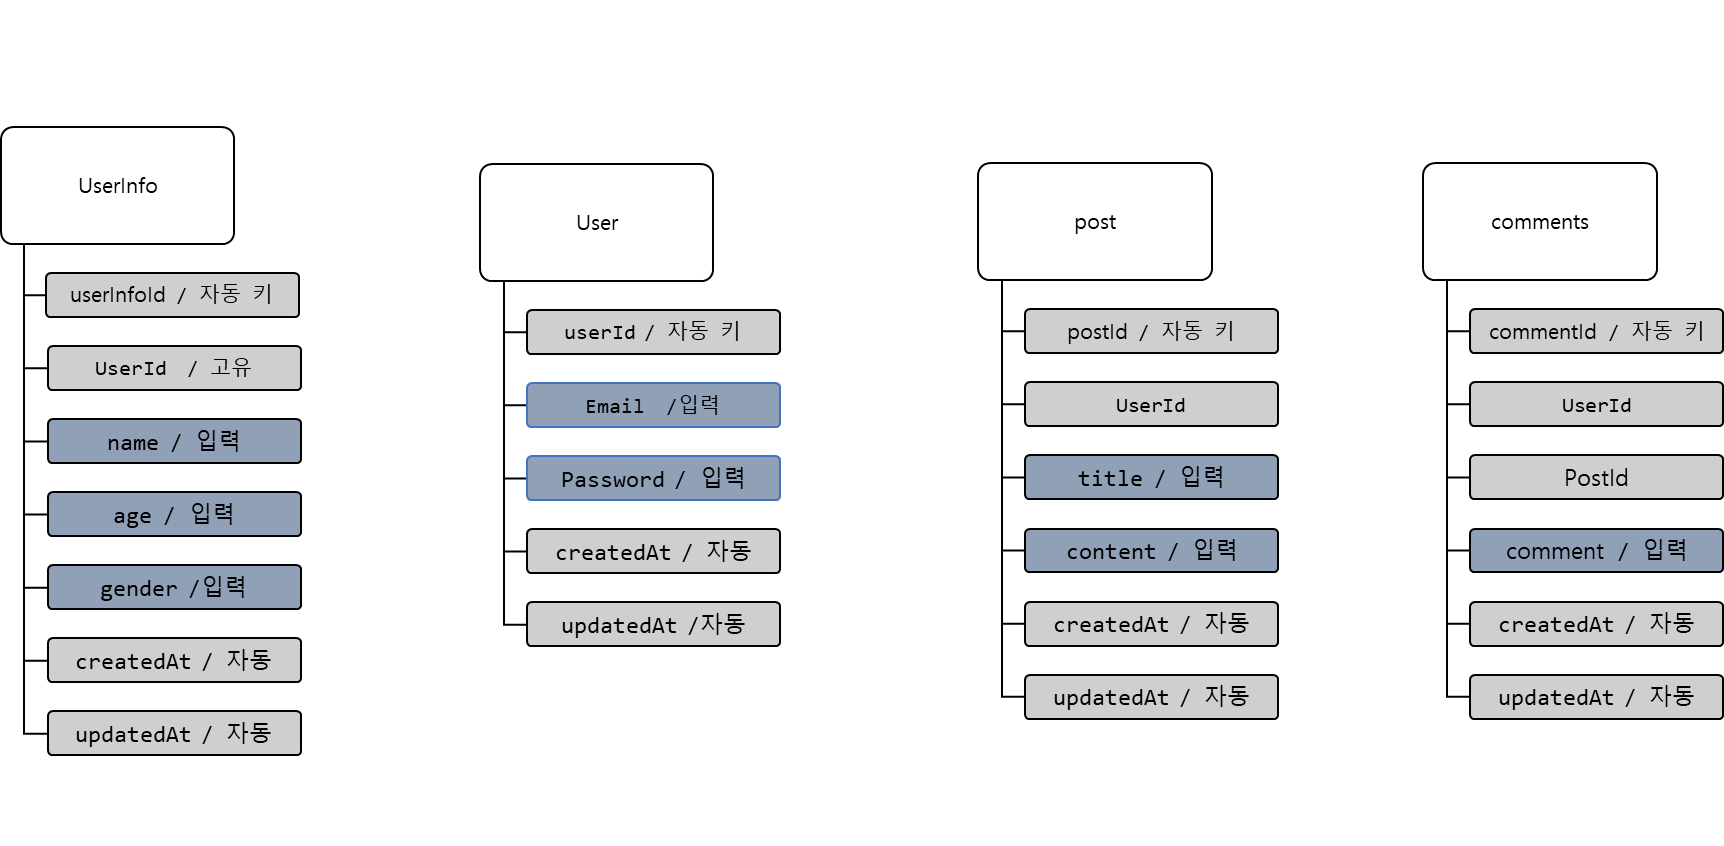 UserInfo
userInfoId / 자동 키
UserId / 고유
name / 입력
age / 입력
gender /입력
createdAt / 자동
updatedAt / 자동
User
userId / 자동 키
Email /입력
Password / 입력
createdAt / 자동
updatedAt /자동
post
postId / 자동 키
UserId
title / 입력
content / 입력
createdAt / 자동
updatedAt / 자동
comments
commentId / 자동 키
UserId
PostId
comment / 입력
createdAt / 자동
updatedAt / 자동